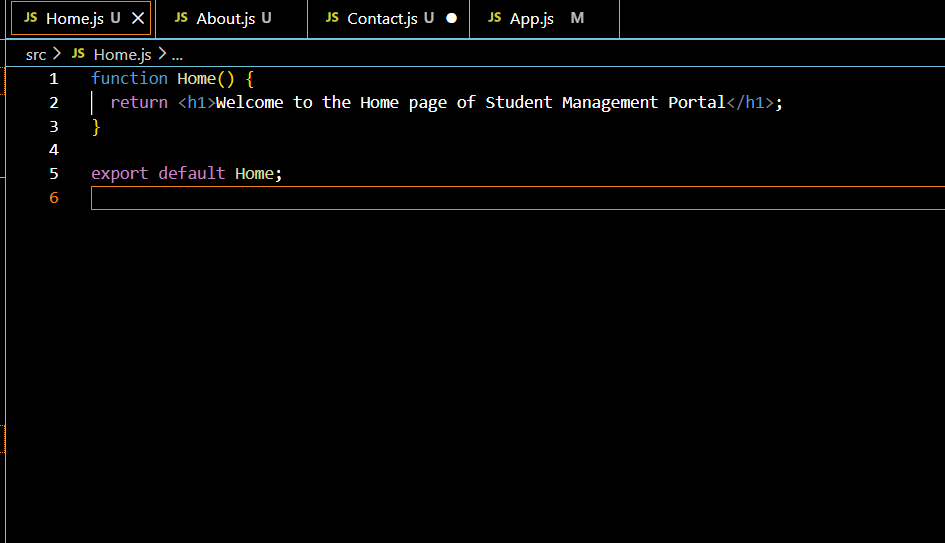 JS Home.js U JS About.js U JS Contact.js U JS App.js M
src JS Home.js ...
1 function Home() {
2 return <h1>Welcome to the Home page of Student Management Portal</h1>;
3 }
4
5 export default Home;
6